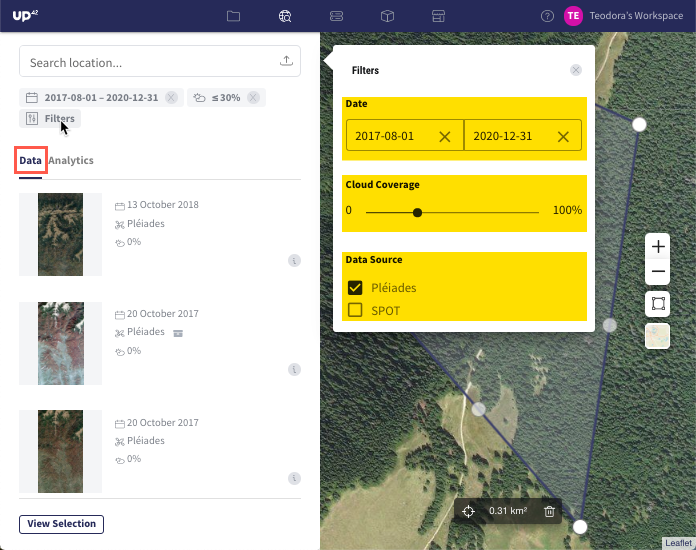 up42
TE Teodora's Workspace
Search location...
2017-08-01 – 2020-12-31
≤ 30%
Filters
Data Analytics
13 October 2018
Pléiades
0%
20 October 2017
Pléiades
0%
20 October 2017
Pléiades
0%
View Selection
Filters
Date
2017-08-01 2020-12-31
Cloud Coverage
0 100%
Data Source
Pléiades
SPOT
0.31 km²
Leaflet